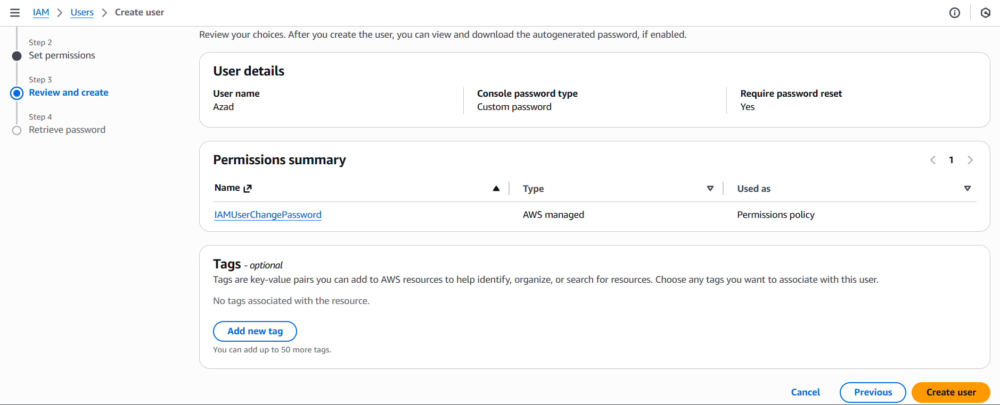 IAM > Users > Create user
Step 2
Set permissions
Step 3
Review and create
Step 4
Retrieve password
Review your choices. After you create the user, you can view and download the autogenerated password, if enabled.
User details
User name Console password type Require password reset
Azad Custom password Yes
Permissions summary 1
Name Type Used as
IAMUserChangePassword AWS managed Permissions policy
Tags - optional
Tags are key-value pairs you can add to AWS resources to help identify, organize, or search for resources. Choose any tags you want to associate with this user.
No tags associated with the resource.
Add new tag
You can add up to 50 more tags.
Cancel Previous Create user